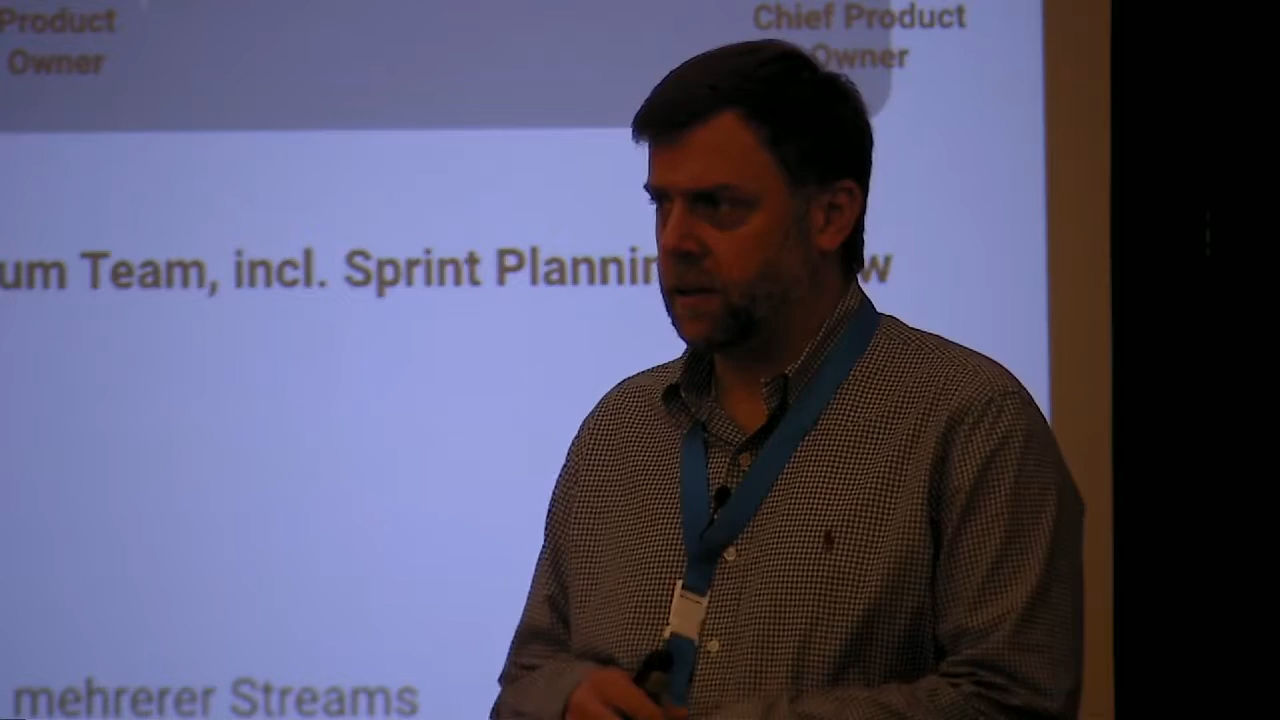 Product
Owner
Chief Product
Owner
um Team, incl. Sprint Plannin w
mehrerer Streams